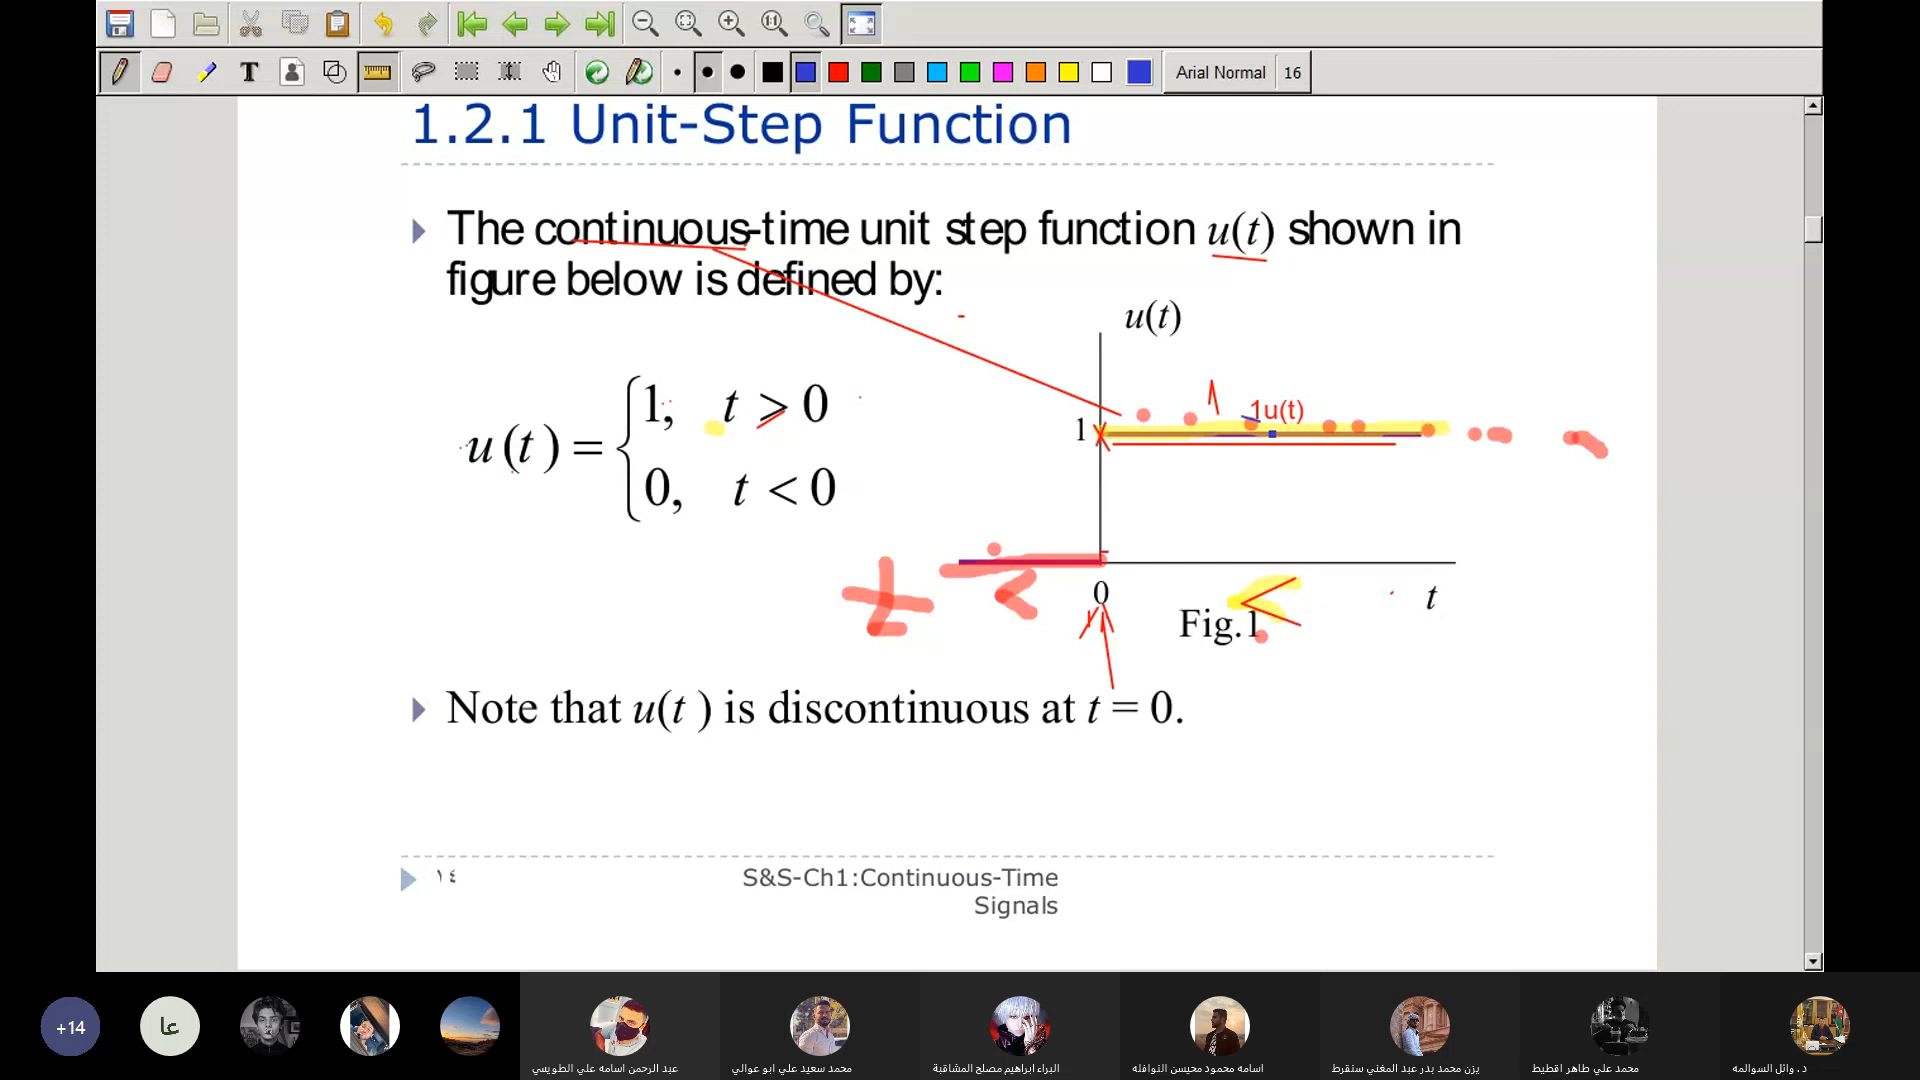 Arial Normal 16
1.2.1 Unit-Step Function
The continuous-time unit step function u(t) shown in
figure below is defined by:
u(t)
1u(t)
1
u(t) = { 1, t > 0
0, t < 0
0
t
Fig.1
Note that u(t ) is discontinuous at t = 0.
١٤
S&S-Ch1:Continuous-Time
Signals
+14
عا
عبد الرحمن اسامه علي الطويسي
محمد سعيد علي ابو عوالي
البراء ابراهيم مصلح المشاقبة
اسامه محمود محيسن النوافله
يزن محمد بدر عبد المغني سنقرط
محمد علي طاهر اقطيط
د. وائل السوالمه